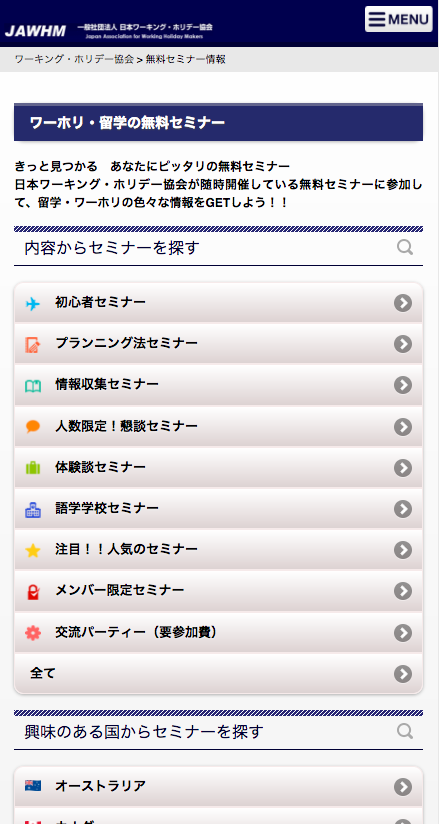 JAWHM 一般社団法人 日本ワーキング・ホリデー協会
Japan Association for Working Holiday Makers
MENU
ワーキング・ホリデー協会 > 無料セミナー情報
ワーホリ・留学の無料セミナー
きっと見つかる　あなたにピッタリの無料セミナー
日本ワーキング・ホリデー協会が随時開催している無料セミナーに参加し
て、留学・ワーホリの色々な情報をGETしよう！！
内容からセミナーを探す
初心者セミナー
プランニング法セミナー
情報収集セミナー
人数限定！懇談セミナー
体験談セミナー
語学学校セミナー
注目！！人気のセミナー
メンバー限定セミナー
交流パーティー（要参加費）
全て
興味のある国からセミナーを探す
オーストラリア